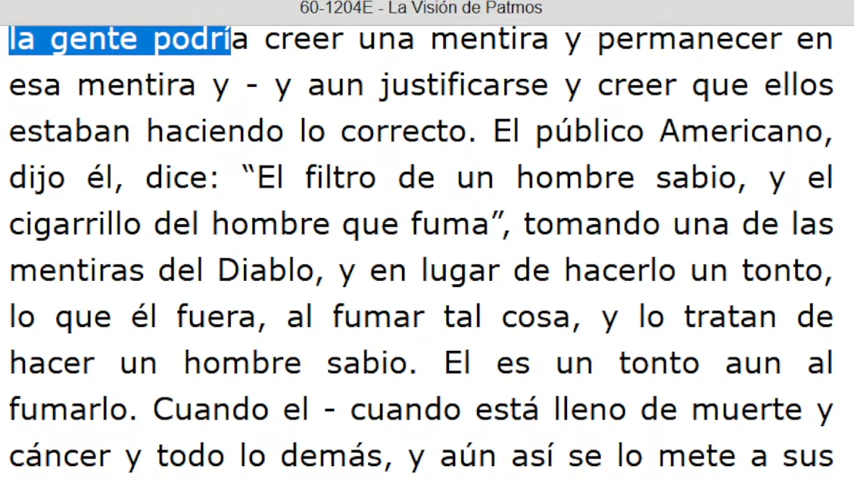 60-1204E - La Visión de Patmos
la gente podría creer una mentira y permanecer en
esa mentira y - y aun justificarse y creer que ellos
estaban haciendo lo correcto. El público Americano,
dijo él, dice: “El filtro de un hombre sabio, y el
cigarrillo del hombre que fuma”, tomando una de las
mentiras del Diablo, y en lugar de hacerlo un tonto,
lo que él fuera, al fumar tal cosa, y lo tratan de
hacer un hombre sabio. El es un tonto aun al
fumarlo. Cuando el - cuando está lleno de muerte y
cáncer y todo lo demás, y aún así se lo mete a sus